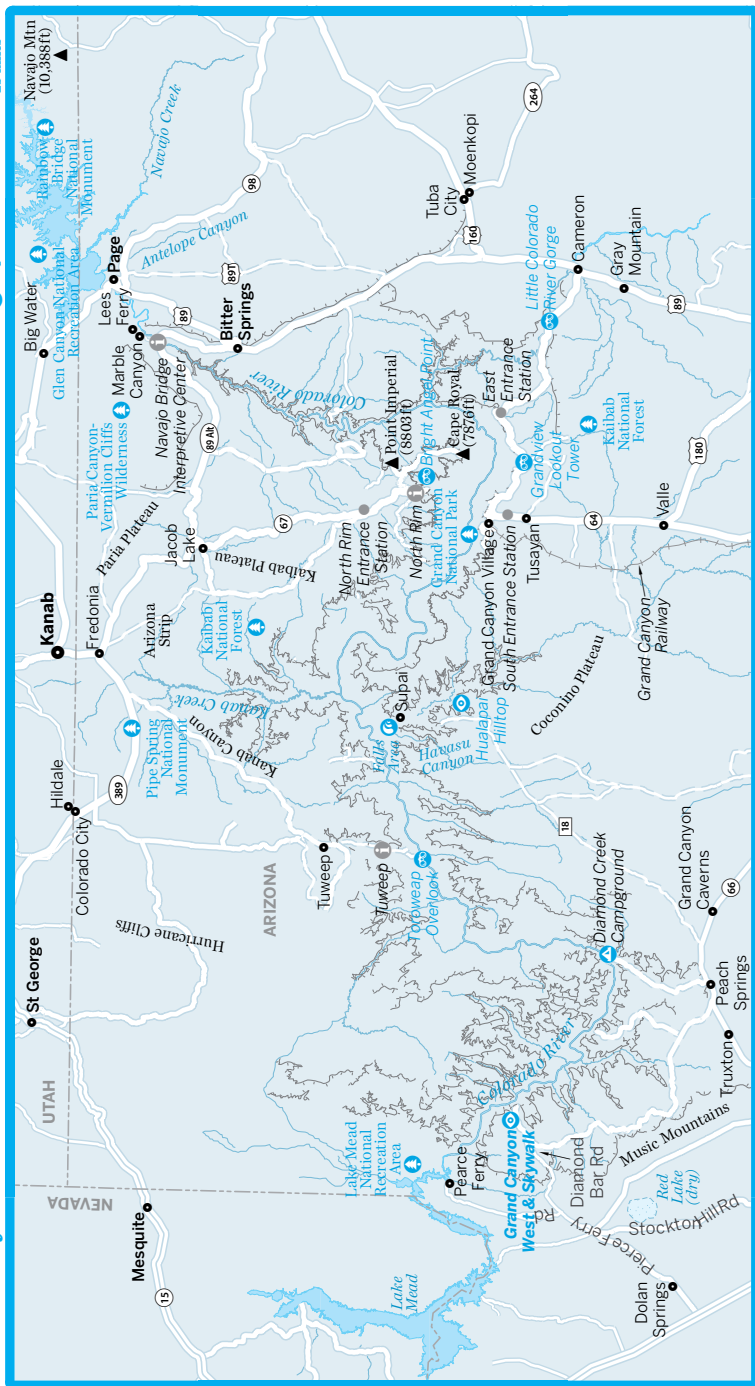 Navajo Mtn
(10,388ft)
Rainbow
Bridge
National
Monument
Navajo Creek
Big Water
Glen Canyon National
Recreation Area
Page
Lees
Ferry
Marble
Canyon
Antelope Canyon
98
89T
89
Bitter
Springs
Navajo Bridge
Interpretive Center
Paria Canyon-
Vermilion Cliffs
Wilderness
89Alt
Colorado River
Tuba
City
Moenkopi
264
160
Cameron
Little Colorado
River Gorge
Gray
Mountain
89
Kanab
Fredonia
Paria Plateau
Jacob
Lake
Kaibab Plateau
Arizona
Strip
67
Kaibab
National
Forest
North Rim
Entrance
Station
Point Imperial
(8803ft)
North Rim
Bright Angel Point
Cape Royal
(7876ft)
East
Entrance
Station
Grand Canyon
National Park
Grand Canyon Village
South Entrance Station
Tusayan
Grandview
Lookout
Tower
Kaibab
National
Forest
64
180
Valle
Grand Canyon
Railway
Coconino Plateau
Hildale
Colorado City
389
Pipe Spring
National
Monument
Kanab Creek
Kanab Canyon
Supai
Falls
Area
Havasu
Canyon
Hualapai
Hilltop
18
ARIZONA
Tuweep
Tuweep
Toroweap
Overlook
Hurricane Cliffs
St George
UTAH
Diamond Creek
Campground
Grand Canyon
Caverns
66
Peach
Springs
Truxton
NEVADA
Mesquite
15
Lake Mead
National
Recreation
Area
Colorado River
Pearce
Ferry
Grand Canyon
West & Skywalk
Diamond
Bar Rd
Music Mountains
Red
Lake
(dry)
Stockton Hill Rd
Pierce Ferry Rd
Dolan
Springs
Lake
Mead